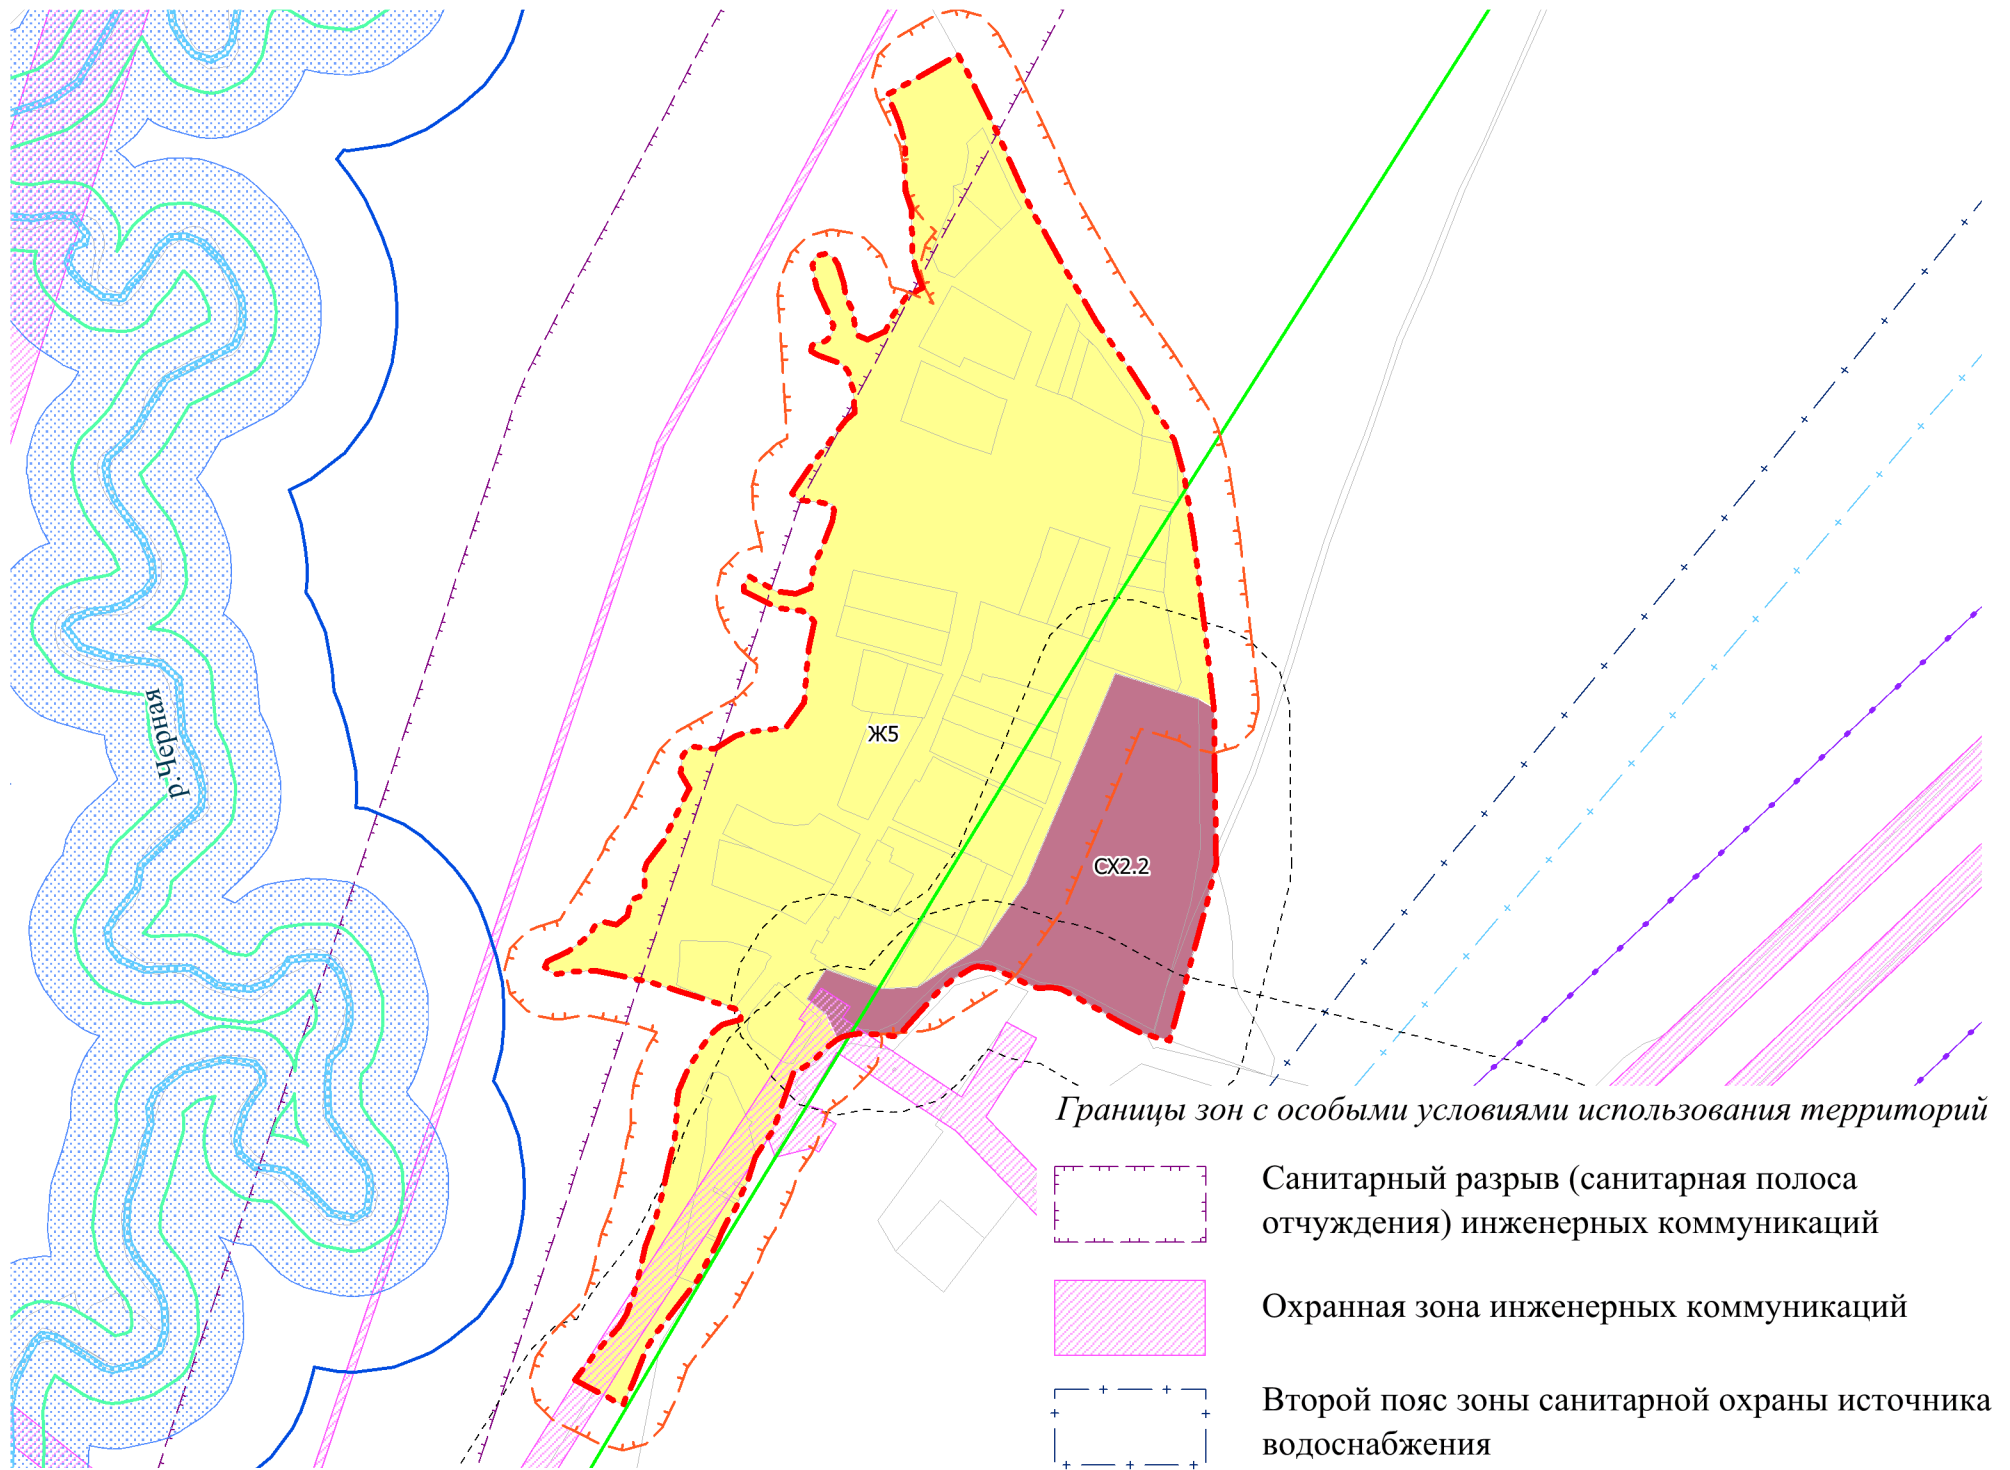 р.Черная
Ж5
СХ2.2
Границы зон с особыми условиями использования территорий
Санитарный разрыв (санитарная полоса
отчуждения) инженерных коммуникаций
Охранная зона инженерных коммуникаций
Второй пояс зоны санитарной охраны источника
водоснабжения